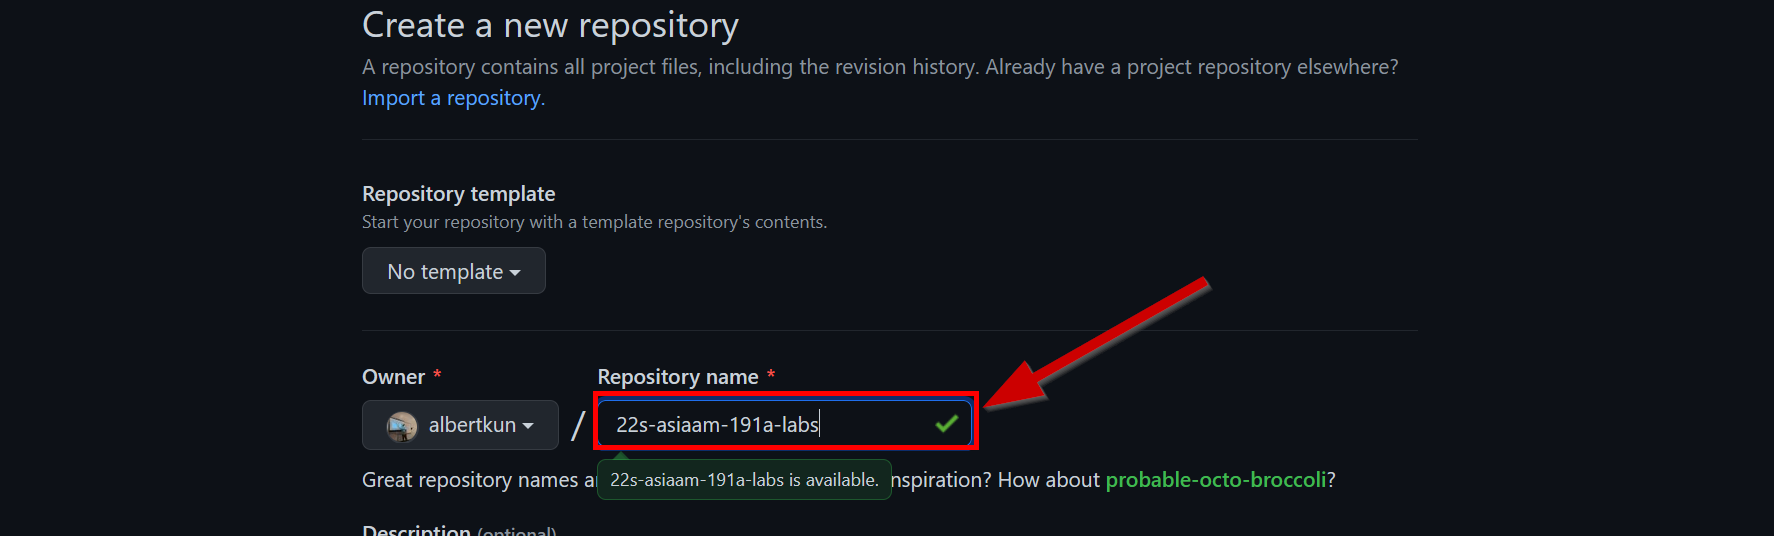 Create a new repository
A repository contains all project files, including the revision history. Already have a project repository elsewhere?
Import a repository.
Repository template
Start your repository with a template repository's contents.
No template
Owner *
Repository name *
albertkun
/
22s-asiaam-191a-labs
Great repository names
22s-asiaam-191a-labs is available.
nspiration? How about probable-octo-broccoli?
Description (optional)